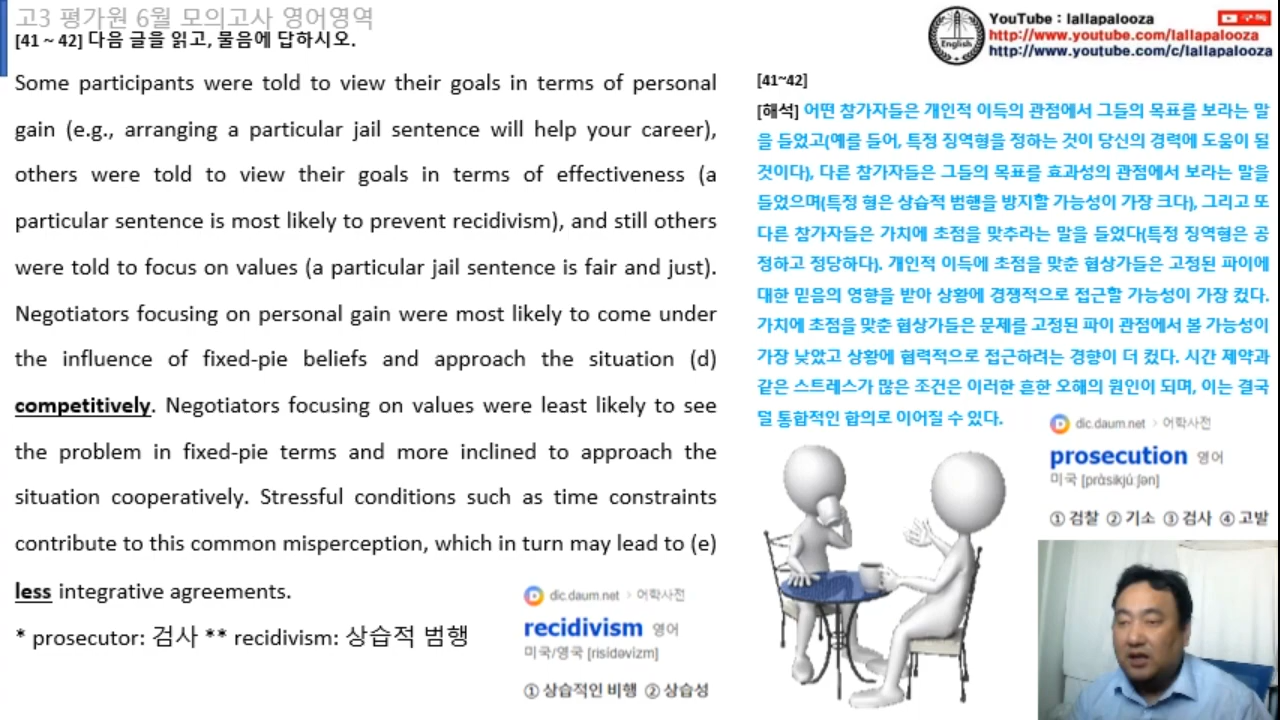 고3 평가원 6월 모의고사 영어영역
[41 ~ 42] 다음 글을 읽고, 물음에 답하시오.
Some participants were told to view their goals in terms of personal
gain (e.g., arranging a particular jail sentence will help your career),
others were told to view their goals in terms of effectiveness (a
particular sentence is most likely to prevent recidivism), and still others
were told to focus on values (a particular jail sentence is fair and just).
Negotiators focusing on personal gain were most likely to come under
the influence of fixed-pie beliefs and approach the situation (d)
competitively. Negotiators focusing on values were least likely to see
the problem in fixed-pie terms and more inclined to approach the
situation cooperatively. Stressful conditions such as time constraints
contribute to this common misperception, which in turn may lead to (e)
less integrative agreements.
* prosecutor: 검사 ** recidivism: 상습적 범행
dic.daum.net > 어학사전
recidivism 영어
미국/영국 [risídəvìzm]
① 상습적인 비행 ② 상습성
English
YouTube : lallapalooza
구독
http://www.youtube.com/lallapalooza
http://www.youtube.com/c/lallapalooza
[41~42]
[해석] 어떤 참가자들은 개인적 이득의 관점에서 그들의 목표를 보라는 말
을 들었고(예를 들어, 특정 징역형을 정하는 것이 당신의 경력에 도움이 될
것이다), 다른 참가자들은 그들의 목표를 효과성의 관점에서 보라는 말을
들었으며(특정 형은 상습적 범행을 방지할 가능성이 가장 크다), 그리고 또
다른 참가자들은 가치에 초점을 맞추라는 말을 들었다(특정 징역형은 공
정하고 정당하다). 개인적 이득에 초점을 맞춘 협상가들은 고정된 파이에
대한 믿음의 영향을 받아 상황에 경쟁적으로 접근할 가능성이 가장 컸다.
가치에 초점을 맞춘 협상가들은 문제를 고정된 파이 관점에서 볼 가능성이
가장 낮았고 상황에 협력적으로 접근하려는 경향이 더 컸다. 시간 제약과
같은 스트레스가 많은 조건은 이러한 흔한 오해의 원인이 되며, 이는 결국
덜 통합적인 합의로 이어질 수 있다.
dic.daum.net > 어학사전
prosecution 영어
미국 [prὰsikjúːʃən]
① 검찰 ② 기소 ③ 검사 ④ 고발